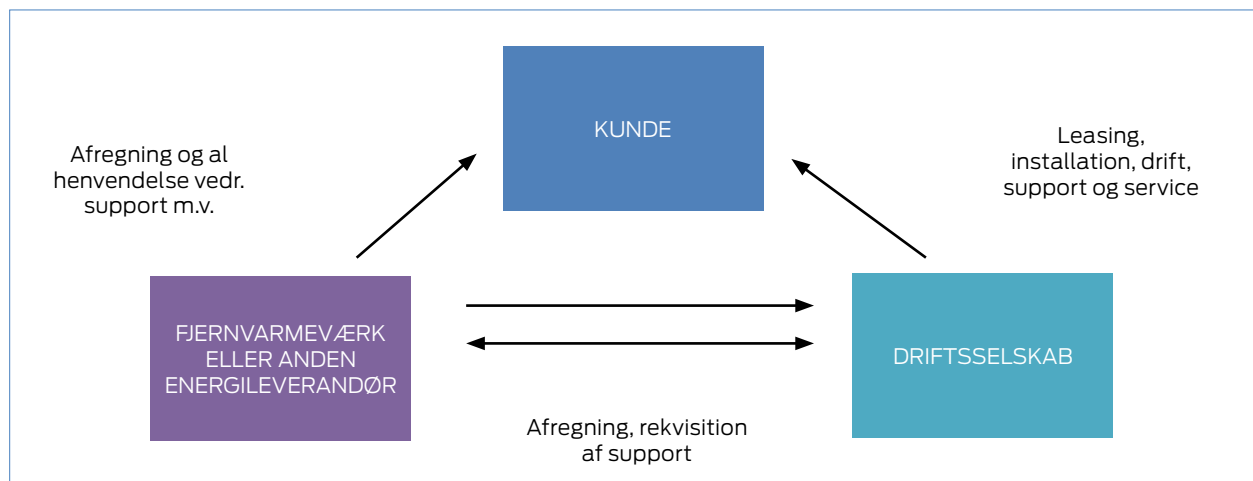 KUNDE
Afregning og al
henvendelse vedr.
support m.v.
Leasing,
installation, drift,
support og service
FJERNVARMEVÆRK
ELLER ANDEN
ENERGILEVERANDØR
DRIFTSSELSKAB
Afregning, rekvisition
af support